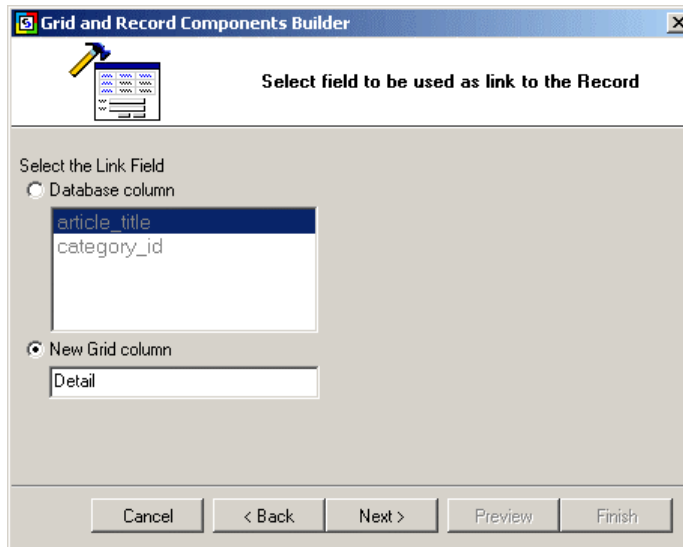 Grid and Record Components Builder
Select field to be used as link to the Record
Select the Link Field
Database column
article_title
category_id
New Grid column
Detail
Cancel < Back Next > Preview Finish